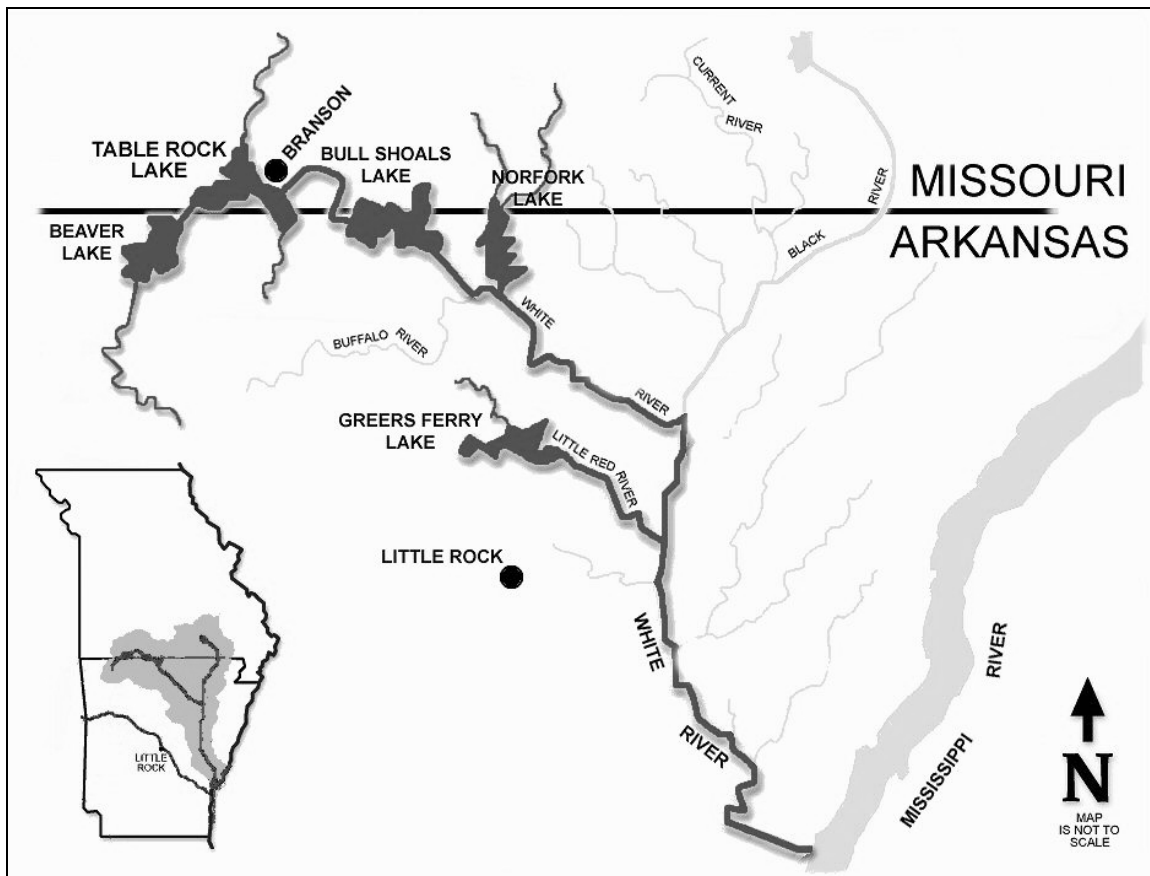 CURRENT
RIVER
BRANSON
TABLE ROCK
LAKE
BULL SHOALS
LAKE
NORFORK
LAKE
RIVER
MISSOURI
BEAVER
LAKE
BLACK
ARKANSAS
WHITE
BUFFALO RIVER
RIVER
GREERS FERRY
LAKE
LITTLE RED RIVER
LITTLE ROCK
WHITE
RIVER
RIVER
MISSISSIPPI
LITTLE
ROCK
N
MAP
IS NOT TO
SCALE